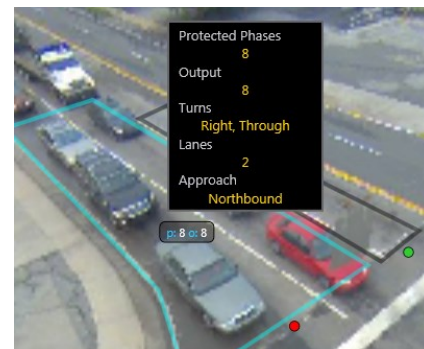 Protected Phases
8
Output
8
Turns
Right, Through
Lanes
2
Approach
Northbound
p: 8 o: 8